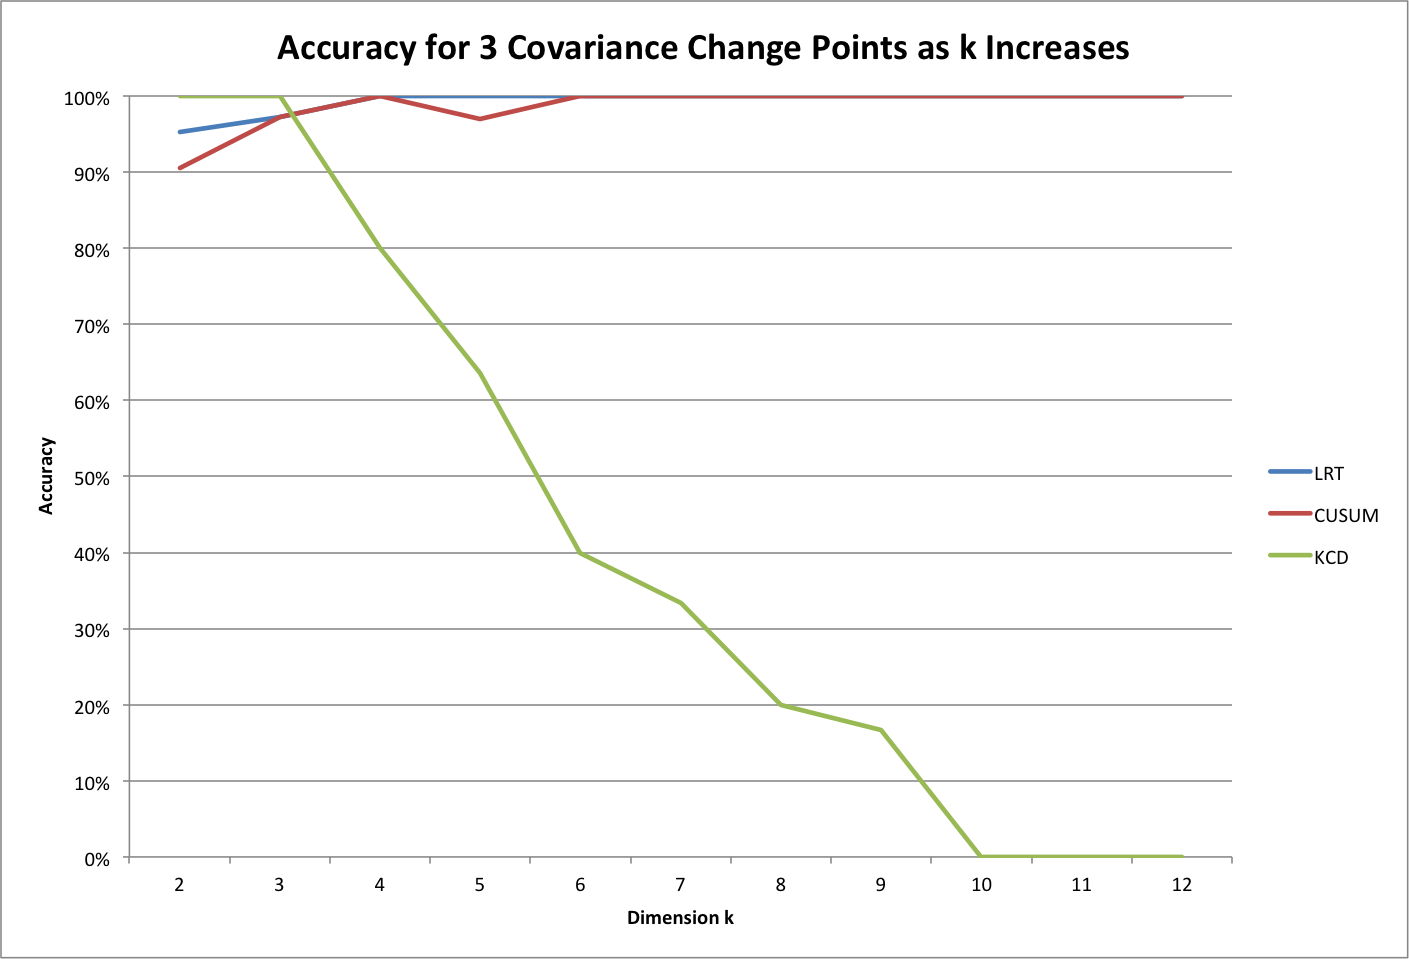 Accuracy for 3 Covariance Change Points as k Increases
100%
90%
80%
70%
60%
50%
40%
30%
20%
10%
0%
Accuracy
2 3 4 5 6 7 8 9 10 11 12
Dimension k
LRT
CUSUM
KCD